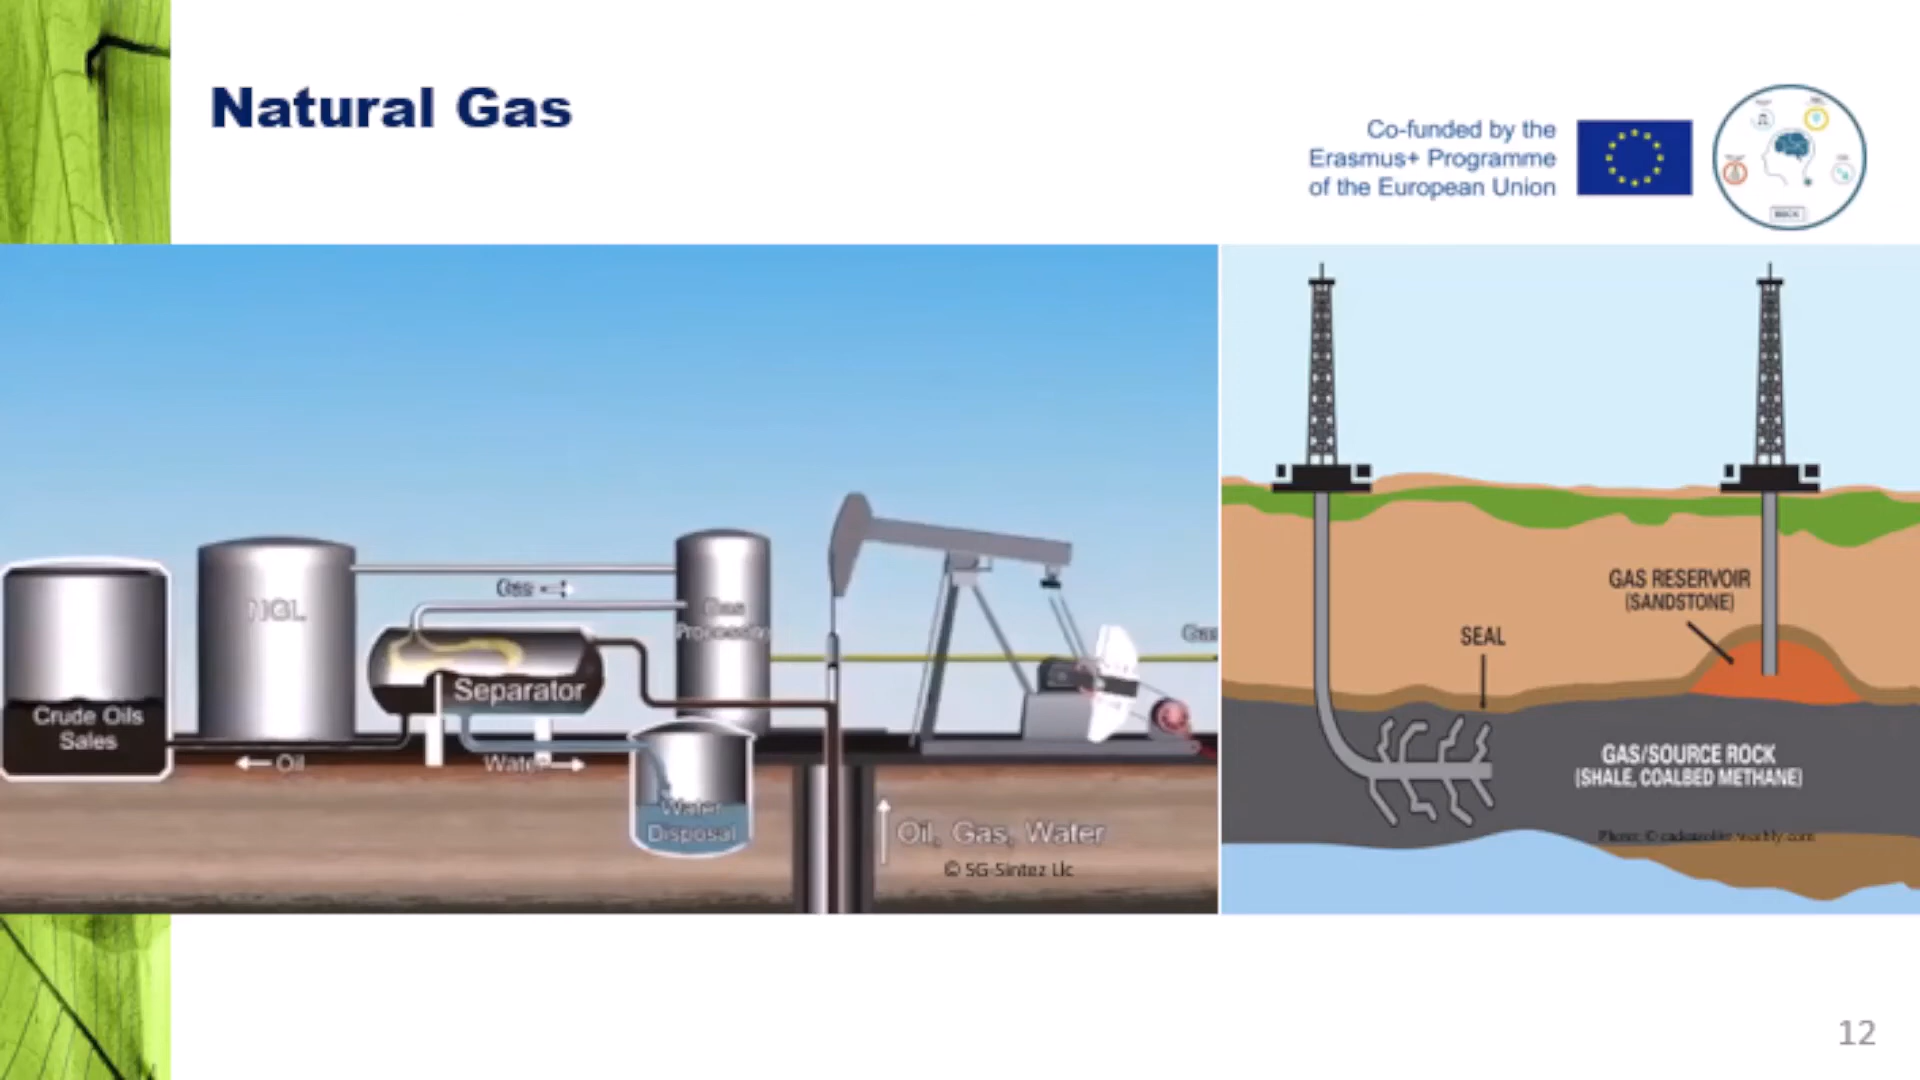 Natural Gas
Co-funded by the
Erasmus+ Programme
of the European Union
NGL
Gas
Gas
Separator
Crude Oils
Sales
Oil
Water
Water
Disposal
Oil, Gas, Water
© SG-Sintez Llc
Gas
GAS RESERVOIR
(SANDSTONE)
SEAL
GAS/SOURCE ROCK
(SHALE, COALBED METHANE)
12